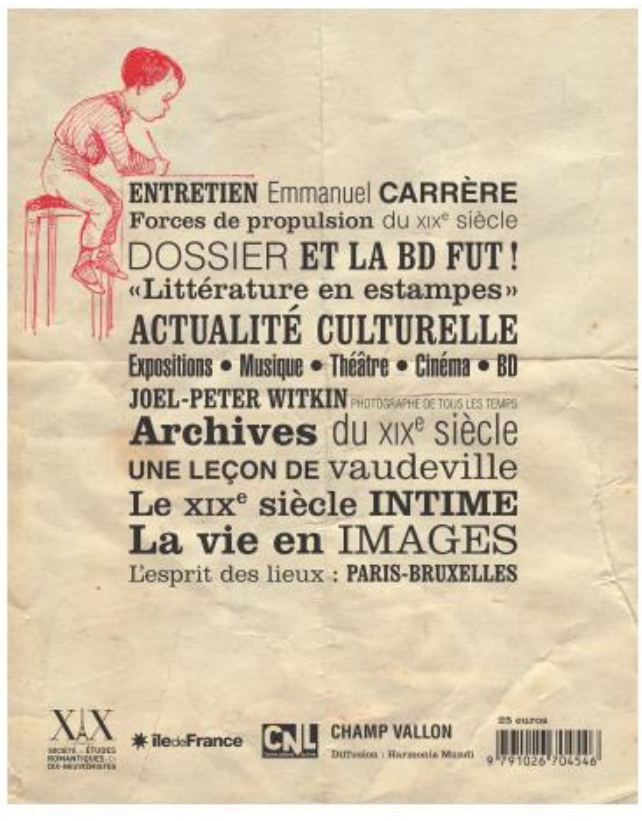 ENTRETIEN Emmanuel CARRÈRE
Forces de propulsion du XIXe siècle
DOSSIER ET LA BD FUT !
«Littérature en estampes»
ACTUALITÉ CULTURELLE
Expositions • Musique • Théâtre • Cinéma • BD
JOEL-PETER WITKIN PHOTOGRAPHE DE TOUS LES TEMPS
Archives du XIXe siècle
UNE LEÇON DE vaudeville
Le XIXe siècle INTIME
La vie en IMAGES
L'esprit des lieux : PARIS-BRUXELLES
XIX
SOCIÉTÉ ÉTUDES
ROMANTIQUES
DIX-NEUVIÉMISTES
îledeFrance
CNL
CHAMP VALLON
Diffusion : Harmonia Mundi
25 euros
9 791026 704546